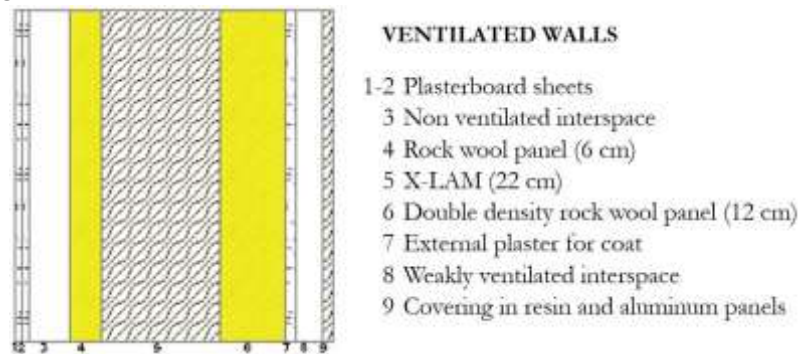 VENTILATED WALLS
1-2 Plasterboard sheets
3 Non ventilated interspace
4 Rock wool panel (6 cm)
5 X-LAM (22 cm)
6 Double density rock wool panel (12 cm)
7 External plaster for coat
8 Weakly ventilated interspace
9 Covering in resin and aluminum panels
12 3 4 5 6 7 8 9